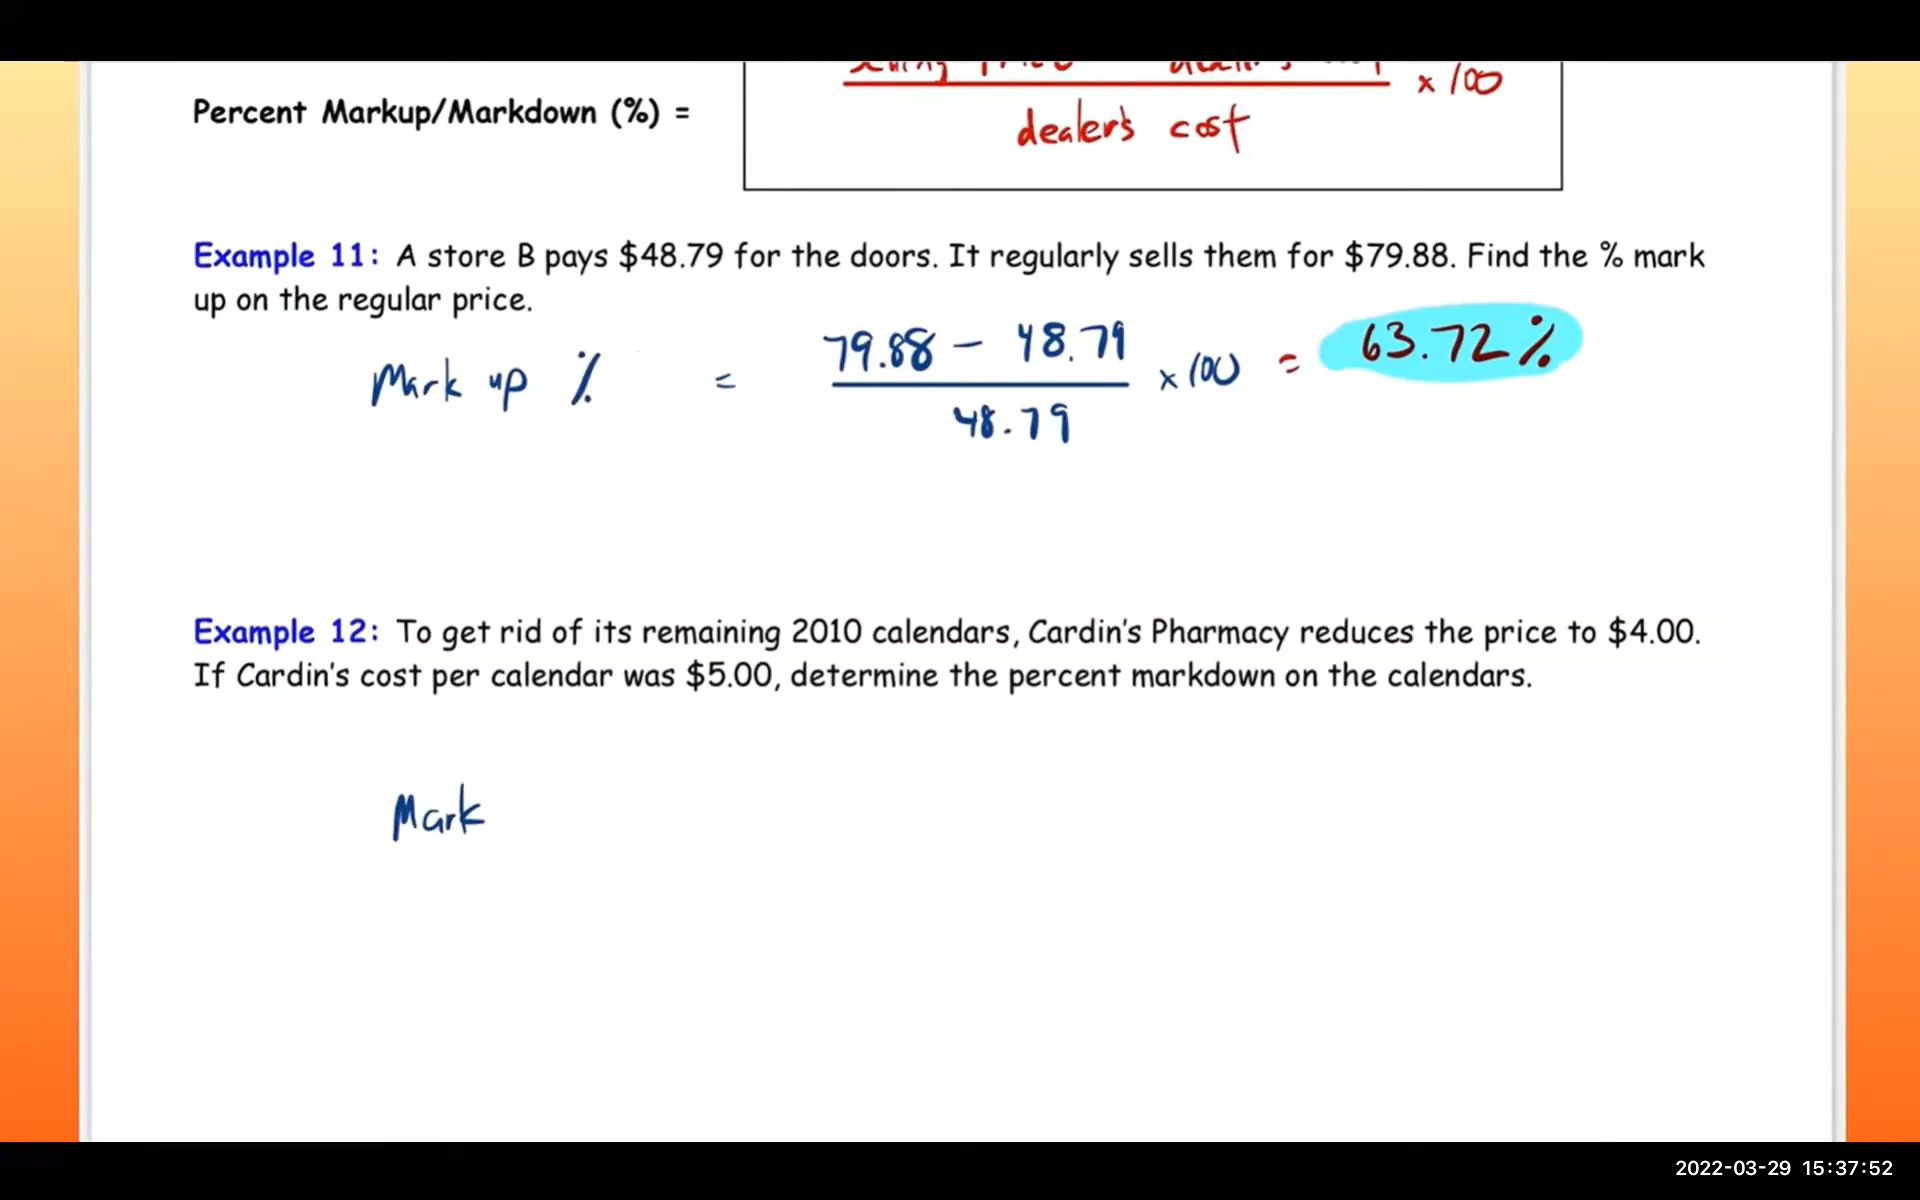 × 100
Percent Markup/Markdown (%) =
dealer's cost
Example 11: A store B pays $48.79 for the doors. It regularly sells them for $79.88. Find the % mark
up on the regular price.
79.88 – 48.79
Mark up % = × 100 = 63.72 %
48.79
Example 12: To get rid of its remaining 2010 calendars, Cardin's Pharmacy reduces the price to $4.00.
If Cardin's cost per calendar was $5.00, determine the percent markdown on the calendars.
Mark
2022-03-29 15:37:52